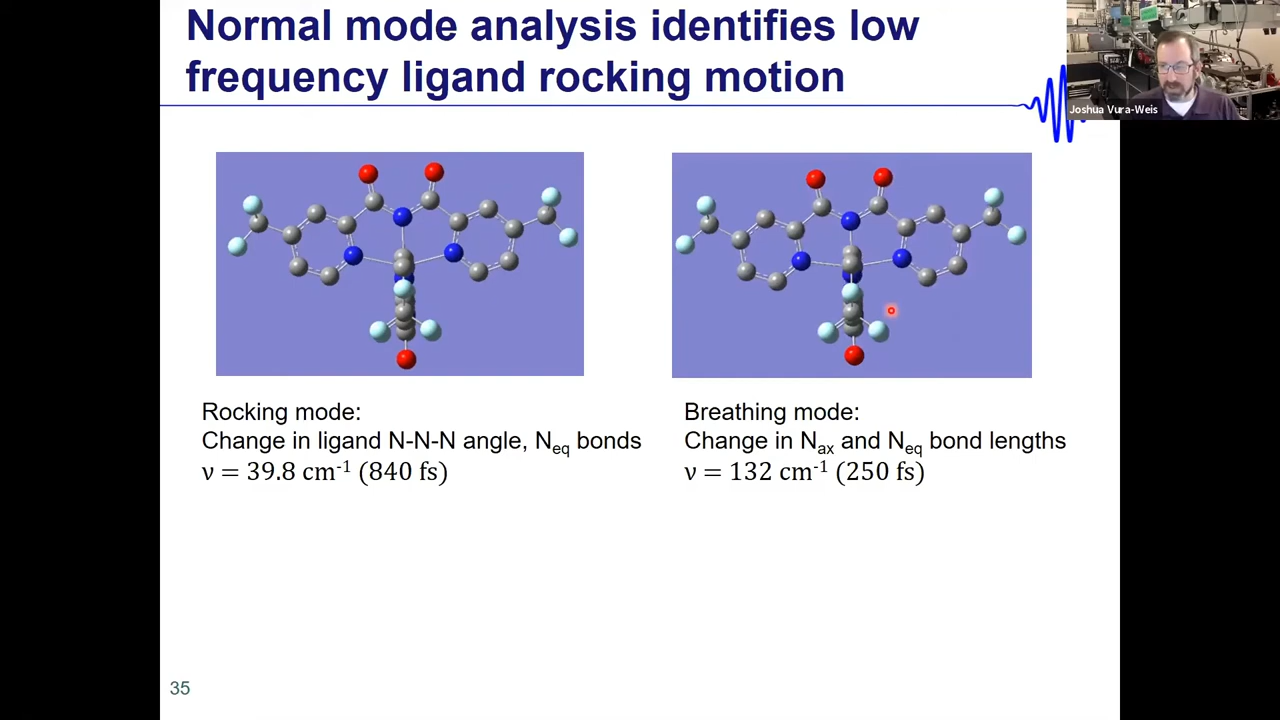 Normal mode analysis identifies low
frequency ligand rocking motion
Joshua Vura-Weis
Rocking mode:
Change in ligand N-N-N angle, Neq bonds
ν = 39.8 cm-1 (840 fs)
Breathing mode:
Change in Nax and Neq bond lengths
ν = 132 cm-1 (250 fs)
35